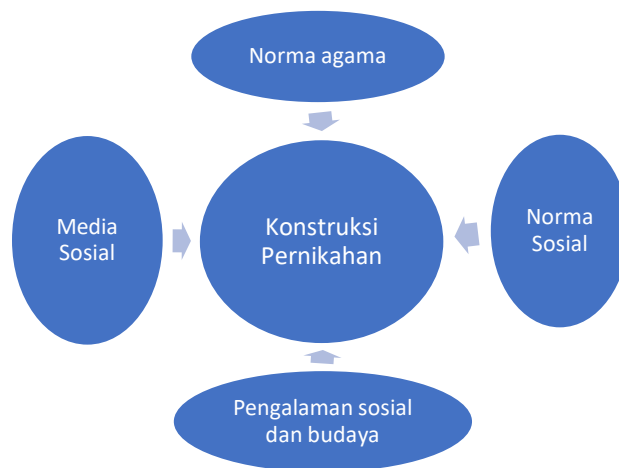 Norma agama
Media
Sosial
Konstruksi
Pernikahan
Norma
Sosial
Pengalaman sosial
dan budaya